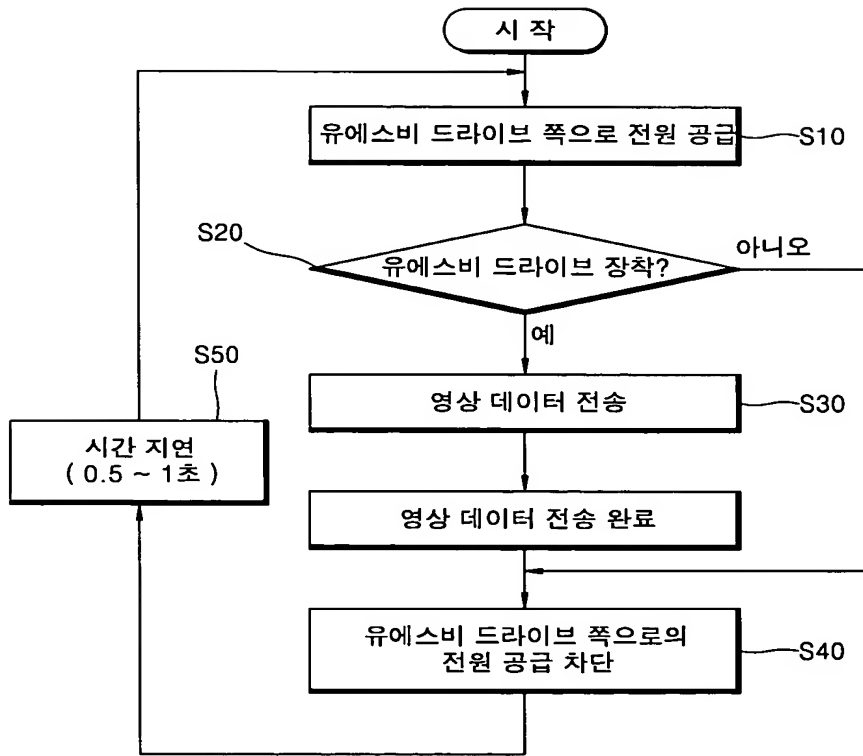 시 작
유에스비 드라이브 쪽으로 전원 공급
S10
S20
유에스비 드라이브 장착?
아니오
예
영상 데이터 전송
S30
S50
시간 지연
( 0.5 ~ 1초 )
영상 데이터 전송 완료
유에스비 드라이브 쪽으로의
전원 공급 차단
S40